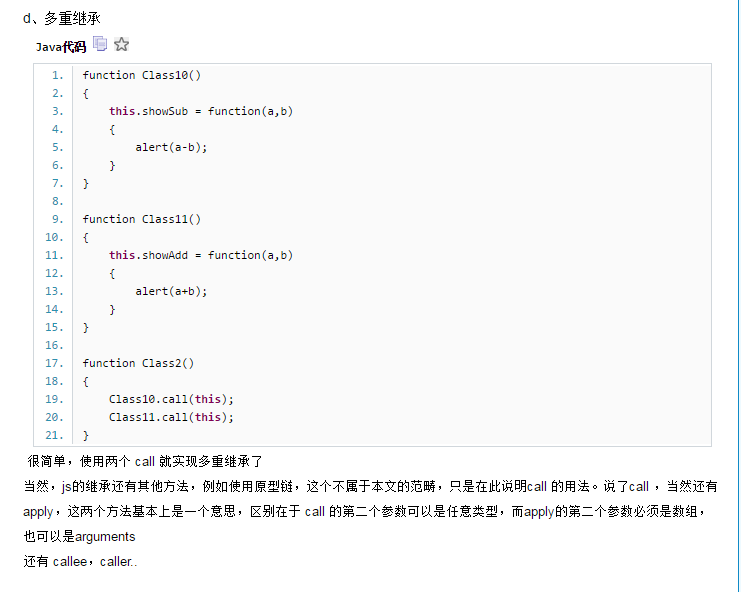 d、多重继承
Java代码
1. function Class10()
2. {
3.     this.showSub = function(a,b)
4.     {
5.         alert(a-b);
6.     }
7. }
8.
9. function Class11()
10. {
11.     this.showAdd = function(a,b)
12.     {
13.         alert(a+b);
14.     }
15. }
16.
17. function Class2()
18. {
19.     Class10.call(this);
20.     Class11.call(this);
21. }
很简单，使用两个 call 就实现多重继承了
当然，js的继承还有其他方法，例如使用原型链，这个不属于本文的范畴，只是在此说明call 的用法。说了call ，当然还有
apply，这两个方法基本上是一个意思，区别在于 call 的第二个参数可以是任意类型，而apply的第二个参数必须是数组，
也可以是arguments
还有 callee，caller..